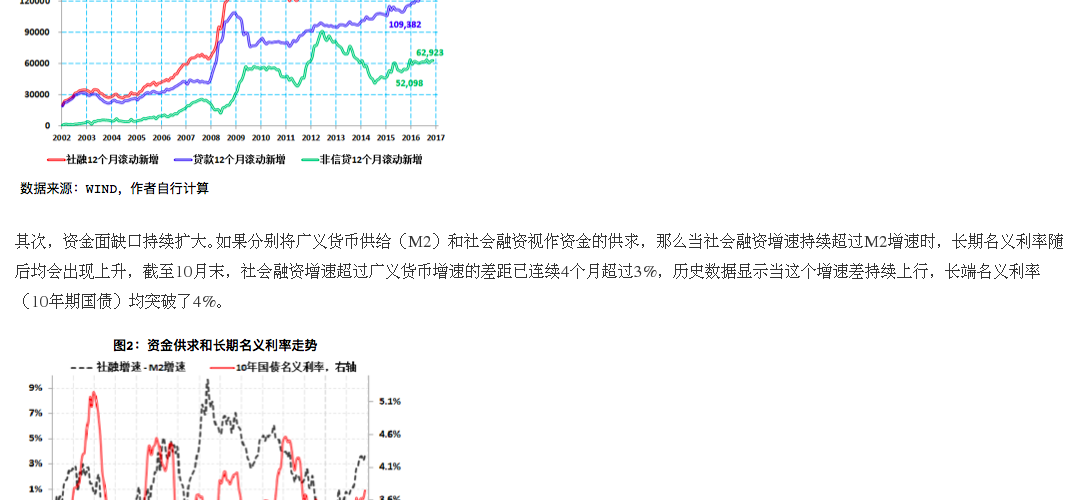 120000
109,382
90000
62,923
60000
52,098
30000
0
2002 2003 2004 2005 2006 2007 2008 2009 2010 2011 2012 2013 2014 2015 2016 2017
社融12个月滚动新增 贷款12个月滚动新增 非信贷12个月滚动新增
数据来源：WIND，作者自行计算
其次，资金面缺口持续扩大。如果分别将广义货币供给（M2）和社会融资视作资金的供求，那么当社会融资增速持续超过M2增速时，长期名义利率随
后均会出现上升，截至10月末，社会融资增速超过广义货币增速的差距已连续4个月超过3%，历史数据显示当这个增速差持续上行，长端名义利率
（10年期国债）均突破了4%。
图2：资金供求和长期名义利率走势
社融增速 - M2增速 10年国债名义利率，右轴
9%
5.1%
7%
5% 4.6%
3% 4.1%
1%
3.6%